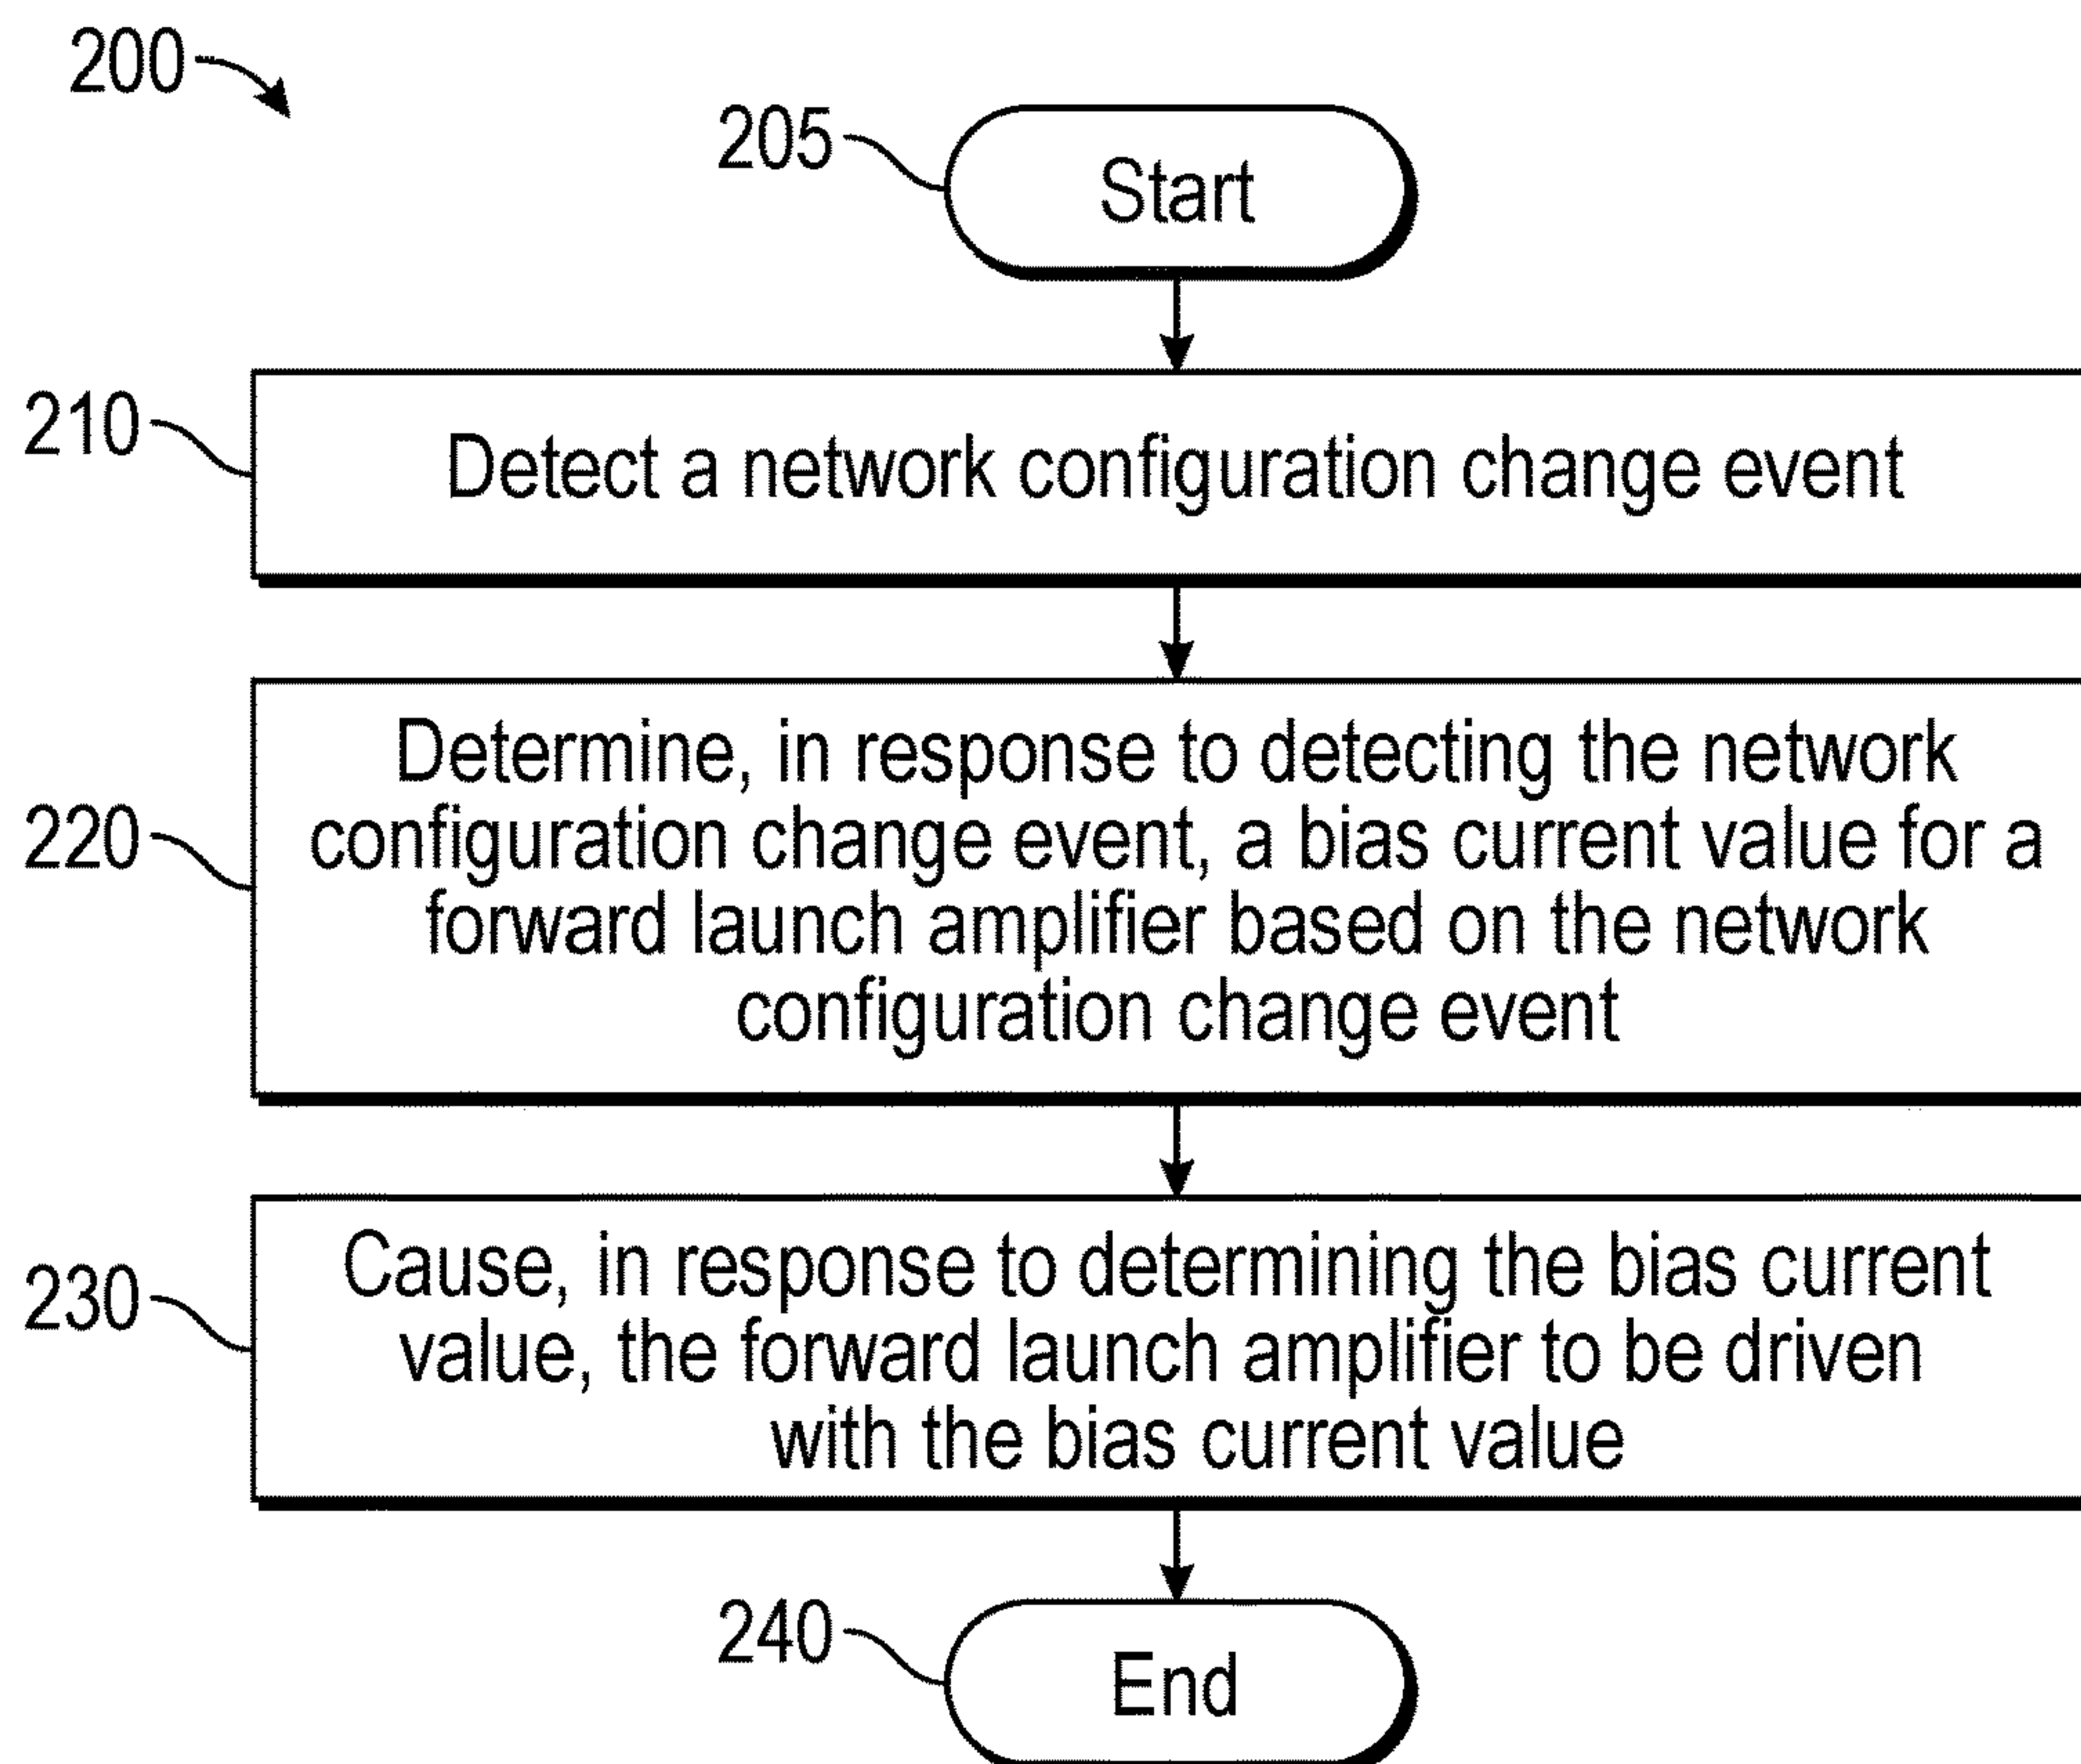 200
205
Start
210
Detect a network configuration change event
220
Determine, in response to detecting the network
configuration change event, a bias current value for a
forward launch amplifier based on the network
configuration change event
230
Cause, in response to determining the bias current
value, the forward launch amplifier to be driven
with the bias current value
240
End